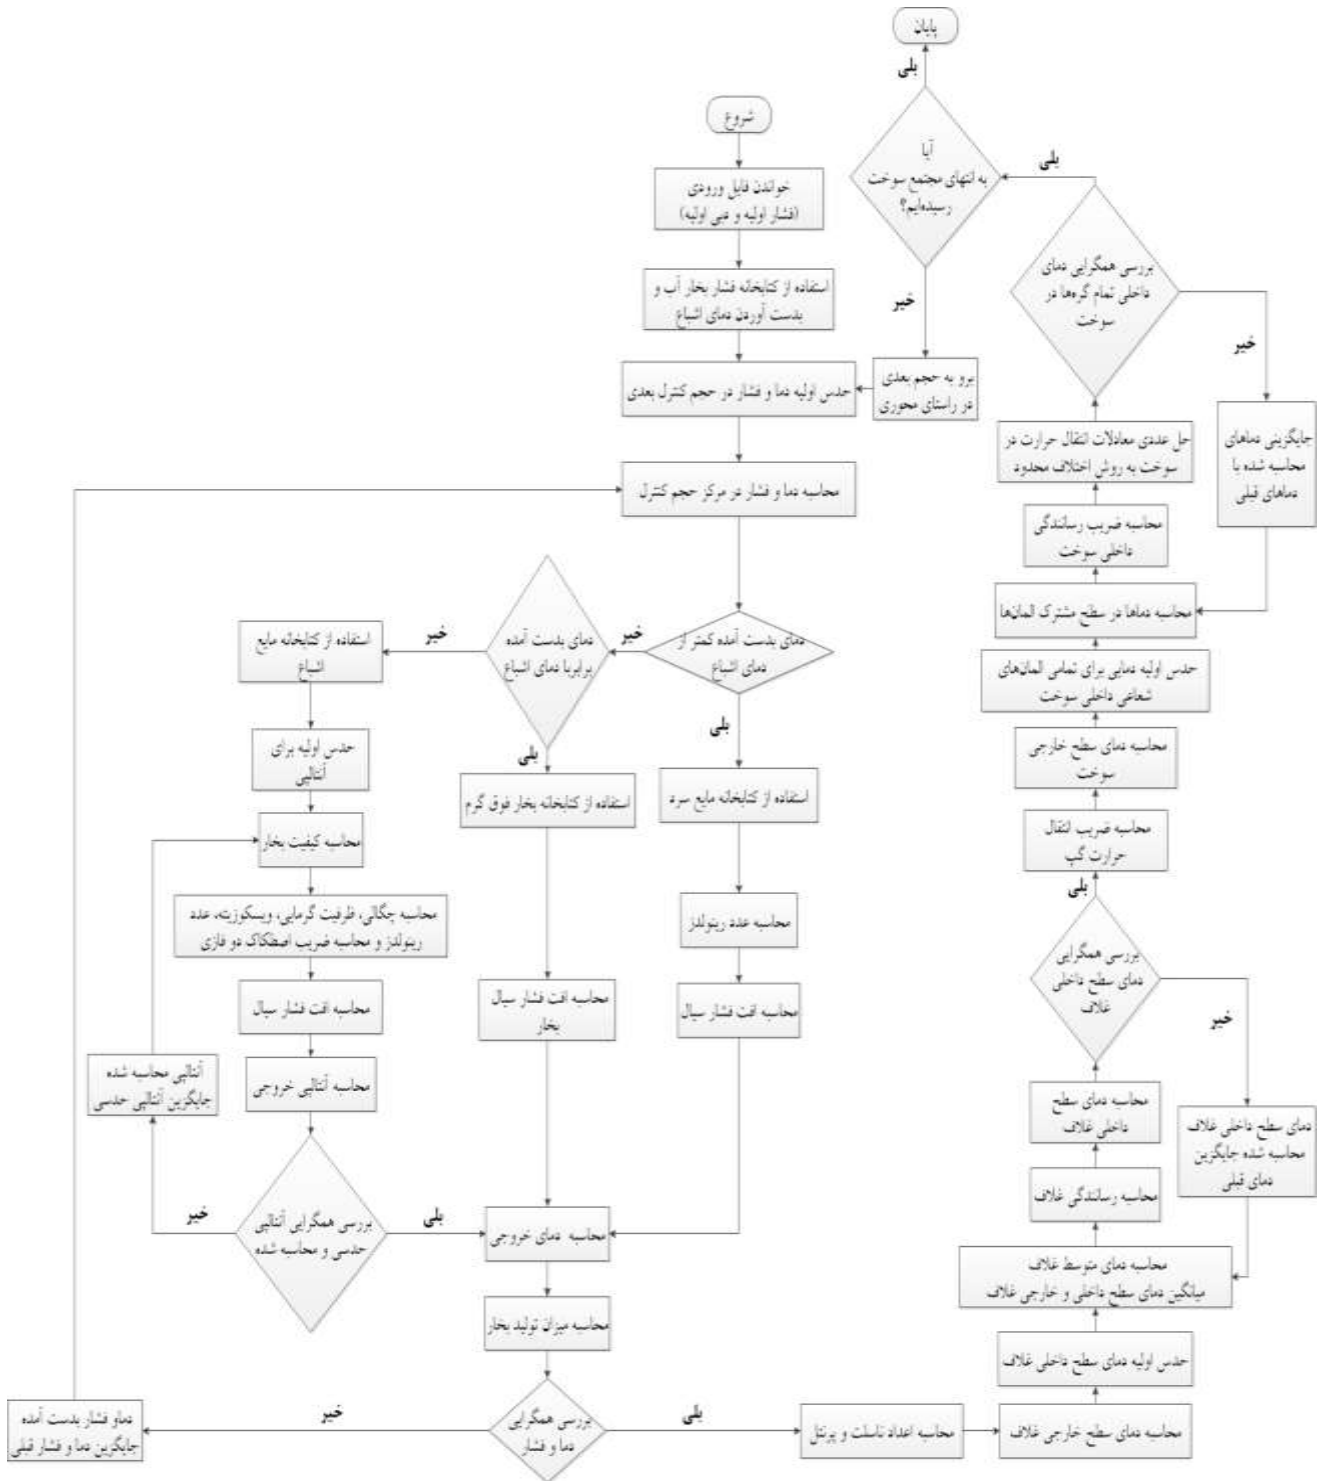 پایان
بلی
آیا
به انتهای مجتمع سوخت
رسیده‌ایم؟
خیر
برو به حجم بعدی
در راستای محوری
شروع
خواندن فایل ورودی
(فشار اولیه و دبی اولیه)
استفاده از کتابخانه فشار بخار آب و
بدست آوردن دمای اشباع
حدس اولیه دما و فشار در حجم کنترل بعدی
محاسبه دما و فشار در مرکز حجم کنترل
دمای بدست آمده کمتر از
دمای اشباع
خیر
بلی
استفاده از کتابخانه مایع سرد
محاسبه عدد رینولدز
محاسبه افت فشار سیال
دمای بدست آمده
برابربا دمای اشباع
خیر
بلی
استفاده از کتابخانه بخار فوق گرم
محاسبه افت فشار سیال
بخار
استفاده از کتابخانه مایع
اشباع
حدس اولیه برای
آنتالپی
محاسبه کیفیت بخار
محاسبه چگالی، ظرفیت گرمایی، ویسکوزیته، عدد
رینولدز و محاسبه ضریب اصطکاک دو فازی
محاسبه افت فشار سیال
محاسبه آنتالپی خروجی
بررسی همگرایی آنتالپی
حدسی و محاسبه شده
خیر
آنتالپی محاسبه شده
جایگزین آنتالپی حدسی
بلی
محاسبه دمای خروجی
محاسبه میزان تولید بخار
بررسی همگرایی
دما و فشار
خیر
دماو فشار بدست آمده
جایگزین دما و فشار قبلی
بلی
محاسبه اعداد ناسلت و پرنتل
محاسبه دمای سطح خارجی غلاف
حدس اولیه دمای سطح داخلی غلاف
محاسبه دمای متوسط غلاف
میانگین دمای سطح داخلی و خارجی غلاف
محاسبه رسانندگی غلاف
محاسبه دمای سطح
داخلی غلاف
بررسی همگرایی
دمای سطح داخلی
غلاف
خیر
دمای سطح داخلی غلاف
محاسبه شده جایگزین
دمای قبلی
بلی
محاسبه ضریب انتقال
حرارت گپ
محاسبه دمای سطح خارجی
سوخت
حدس اولیه دمایی برای تمامی المان‌های
شعاعی داخلی سوخت
محاسبه دماها در سطح مشترک المان‌ها
محاسبه ضریب رسانندگی
داخلی سوخت
حل عددی معادلات انتقال حرارت در
سوخت به روش اختلاف محدود
بررسی همگرایی دمای
داخلی تمام گره‌ها در
سوخت
خیر
جایگزینی دماهای
محاسبه شده با
دماهای قبلی
بلی